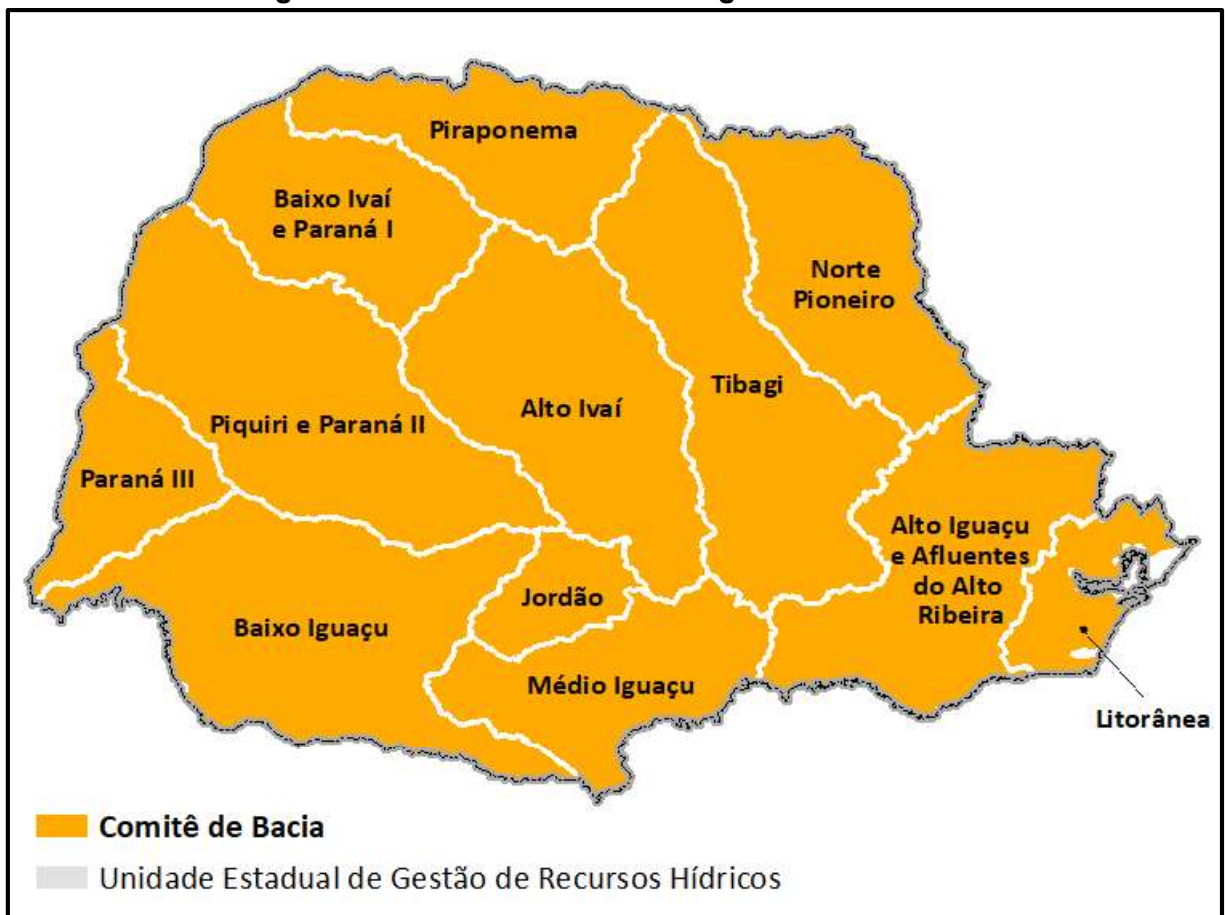 Piraponema
Baixo Ivaí
e Paraná I
Norte
Pioneiro
Tibagi
Alto Ivaí
Piquiri e Paraná II
Paraná III
Alto Iguaçu
e Afluentes
do Alto
Ribeira
Jordão
Baixo Iguaçu
Médio Iguaçu
Litorânea
Comitê de Bacia
Unidade Estadual de Gestão de Recursos Hídricos